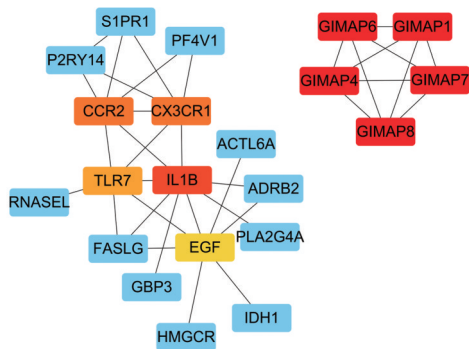 S1PR1
PF4V1
P2RY14
CCR2
CX3CR1
ACTL6A
TLR7
IL1B
ADRB2
RNASEL
PLA2G4A
FASLG
EGF
GBP3
IDH1
HMGCR
GIMAP6
GIMAP1
GIMAP4
GIMAP7
GIMAP8